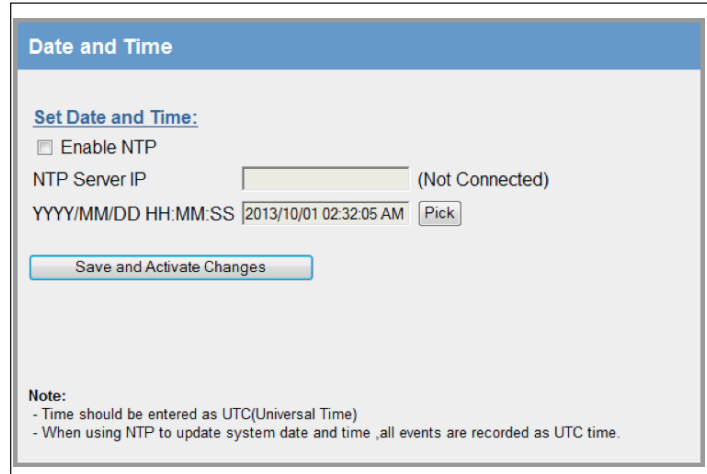 Date and Time
Set Date and Time:
Enable NTP
NTP Server IP (Not Connected)
YYYY/MM/DD HH:MM:SS 2013/10/01 02:32:05 AM Pick
Save and Activate Changes
Note:
- Time should be entered as UTC(Universal Time)
- When using NTP to update system date and time ,all events are recorded as UTC time.